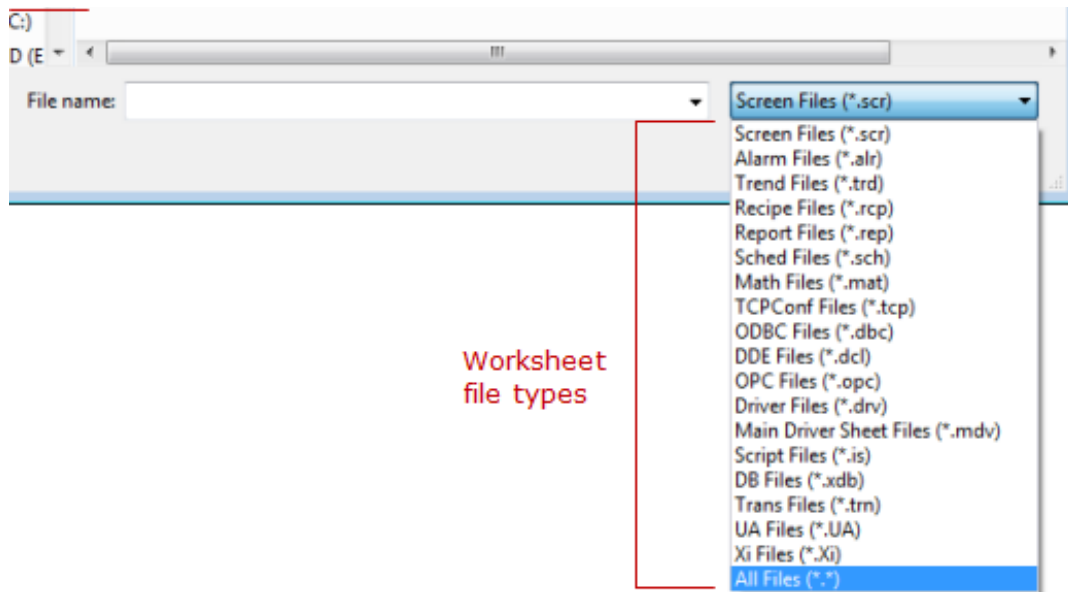 C:)
D (E
File name:
Screen Files (*.scr)
Screen Files (*.scr)
Alarm Files (*.alr)
Trend Files (*.trd)
Recipe Files (*.rcp)
Report Files (*.rep)
Sched Files (*.sch)
Math Files (*.mat)
TCPConf Files (*.tcp)
ODBC Files (*.dbc)
DDE Files (*.dcl)
OPC Files (*.opc)
Driver Files (*.drv)
Main Driver Sheet Files (*.mdv)
Script Files (*.is)
DB Files (*.xdb)
Trans Files (*.trn)
UA Files (*.UA)
Xi Files (*.Xi)
All Files (*.*)
Worksheet
file types